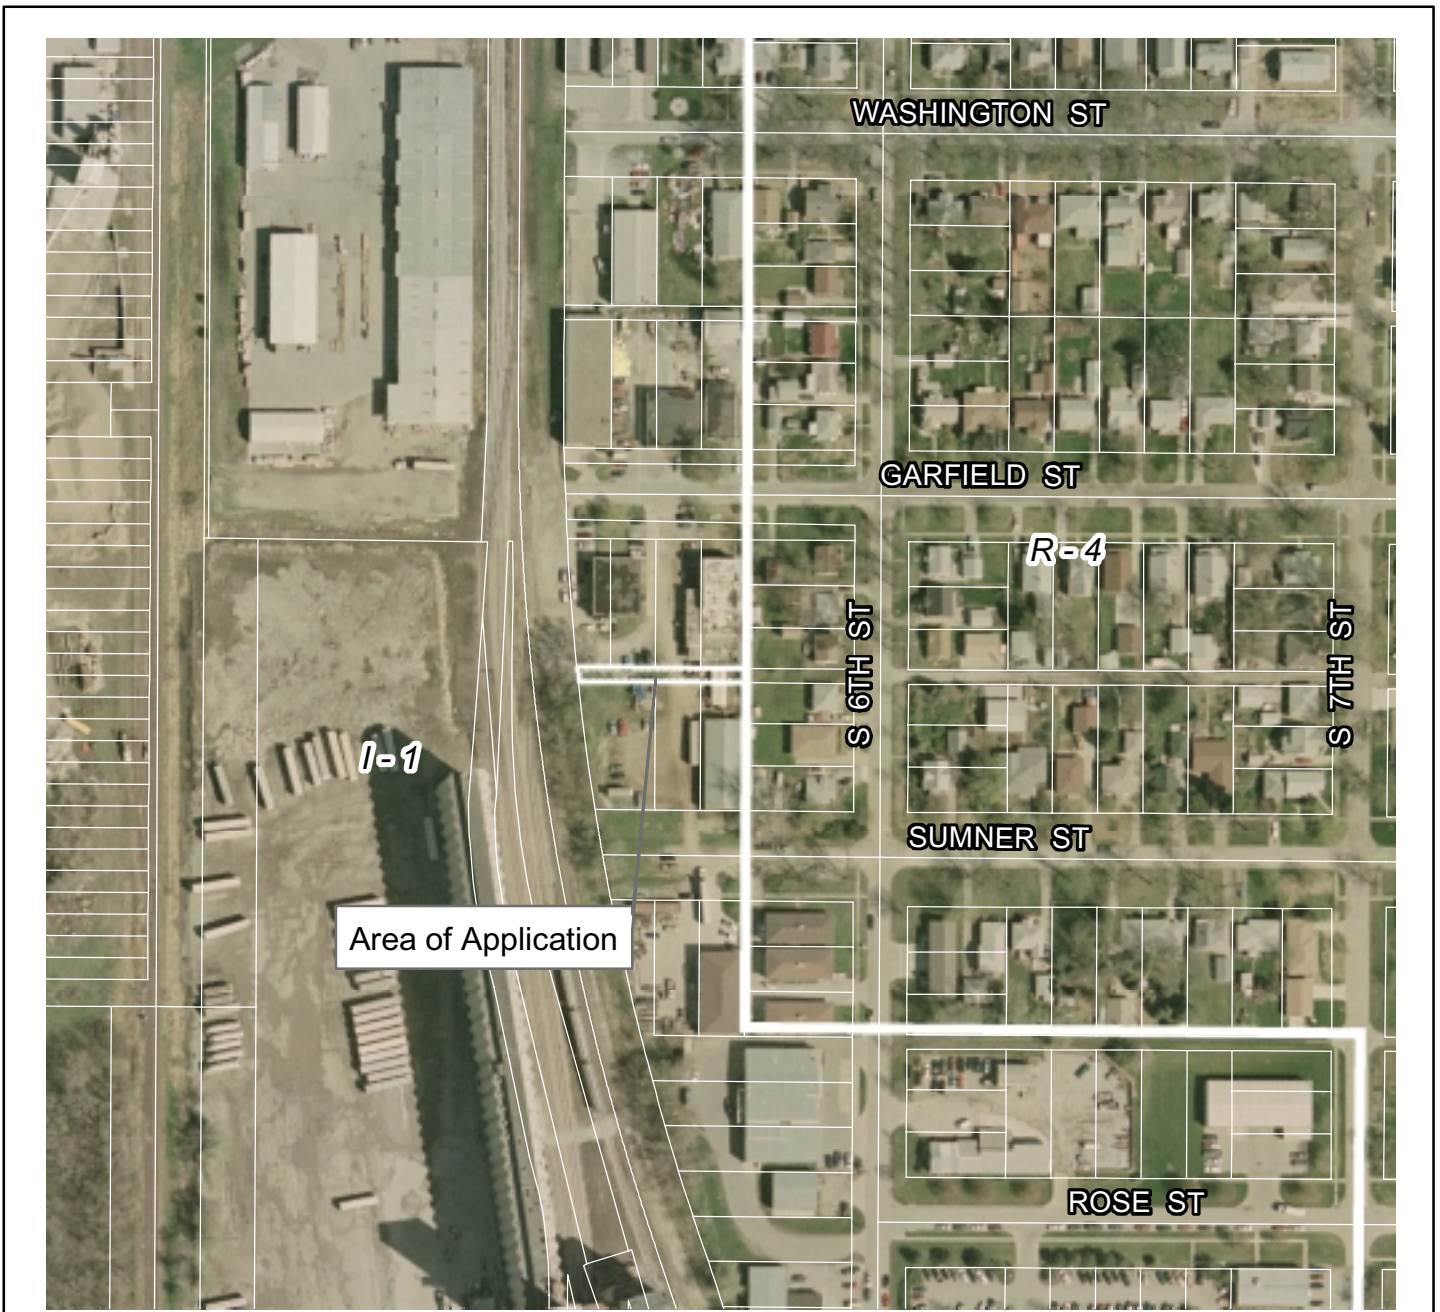 WASHINGTON ST
GARFIELD ST
R - 4
S 6TH ST
S 7TH ST
I - 1
SUMNER ST
Area of Application
ROSE ST